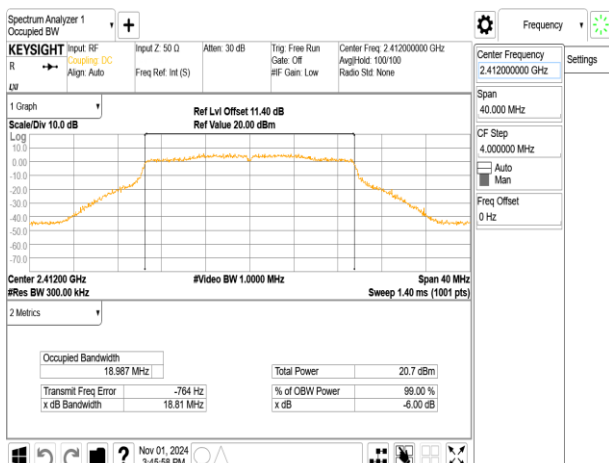 Spectrum Analyzer 1
Occupied BW
Frequency
KEYSIGHT
R
Input: RF
Coupling: DC
Align: Auto
Input Z: 50 Ω
Freq Ref: Int (S)
Atten: 30 dB
Trig: Free Run
Gate: Off
#IF Gain: Low
Center Freq: 2.412000000 GHz
Avg|Hold: 100/100
Radio Std: None
Center Frequency
2.412000000 GHz
Settings
Span
40.000 MHz
CF Step
4.000000 MHz
Auto
Man
Freq Offset
0 Hz
1 Graph
Scale/Div 10.0 dB
Ref Lvl Offset 11.40 dB
Ref Value 20.00 dBm
Log
10.0
0.00
-10.0
-20.0
-30.0
-40.0
-50.0
-60.0
-70.0
Center 2.41200 GHz
#Video BW 1.0000 MHz
Span 40 MHz
#Res BW 300.00 kHz
Sweep 1.40 ms (1001 pts)
2 Metrics
Occupied Bandwidth
18.987 MHz
Total Power 20.7 dBm
Transmit Freq Error -764 Hz
% of OBW Power 99.00 %
x dB Bandwidth 18.81 MHz
x dB -6.00 dB
?
Nov 01, 2024
3:45:58 PM